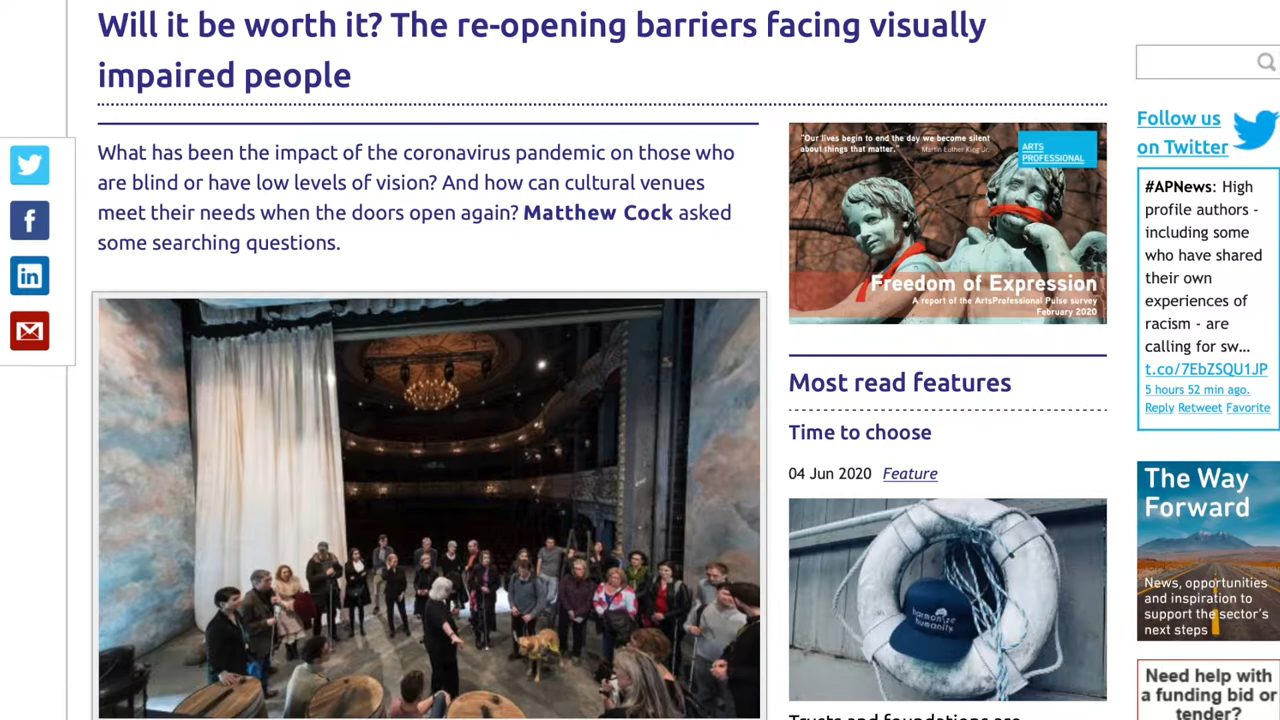 Will it be worth it? The re-opening barriers facing visually
impaired people
What has been the impact of the coronavirus pandemic on those who
are blind or have low levels of vision? And how can cultural venues
meet their needs when the doors open again? Matthew Cock asked
some searching questions.
"Our lives begin to end the day we become silent
about things that matter." Martin Luther King Jr.
ARTS
PROFESSIONAL
Freedom of Expression
A report of the ArtsProfessional Pulse survey
February 2020
Most read features
Time to choose
04 Jun 2020 Feature
harmonize
humanity
Trusts and foundations are
Follow us
on Twitter
#APNews: High
profile authors -
including some
who have shared
their own
experiences of
racism - are
calling for sw...
t.co/7EbZSQU1JP
5 hours 52 min ago.
Reply Retweet Favorite
The Way
Forward
News, opportunities
and inspiration to
support the sector's
next steps
Need help with
a funding bid or
tender?